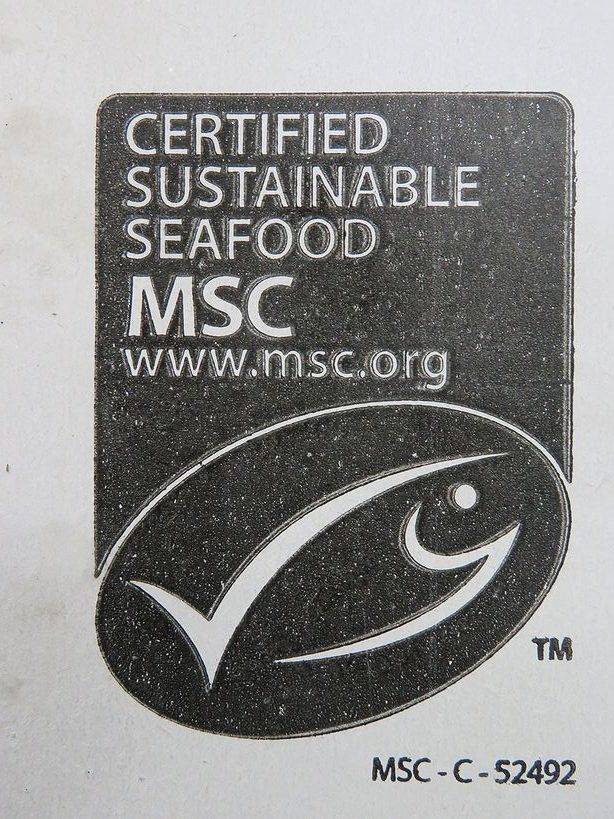 CERTIFIED
SUSTAINABLE
SEAFOOD
MSC
www.msc.org
TM
MSC - C - 52492